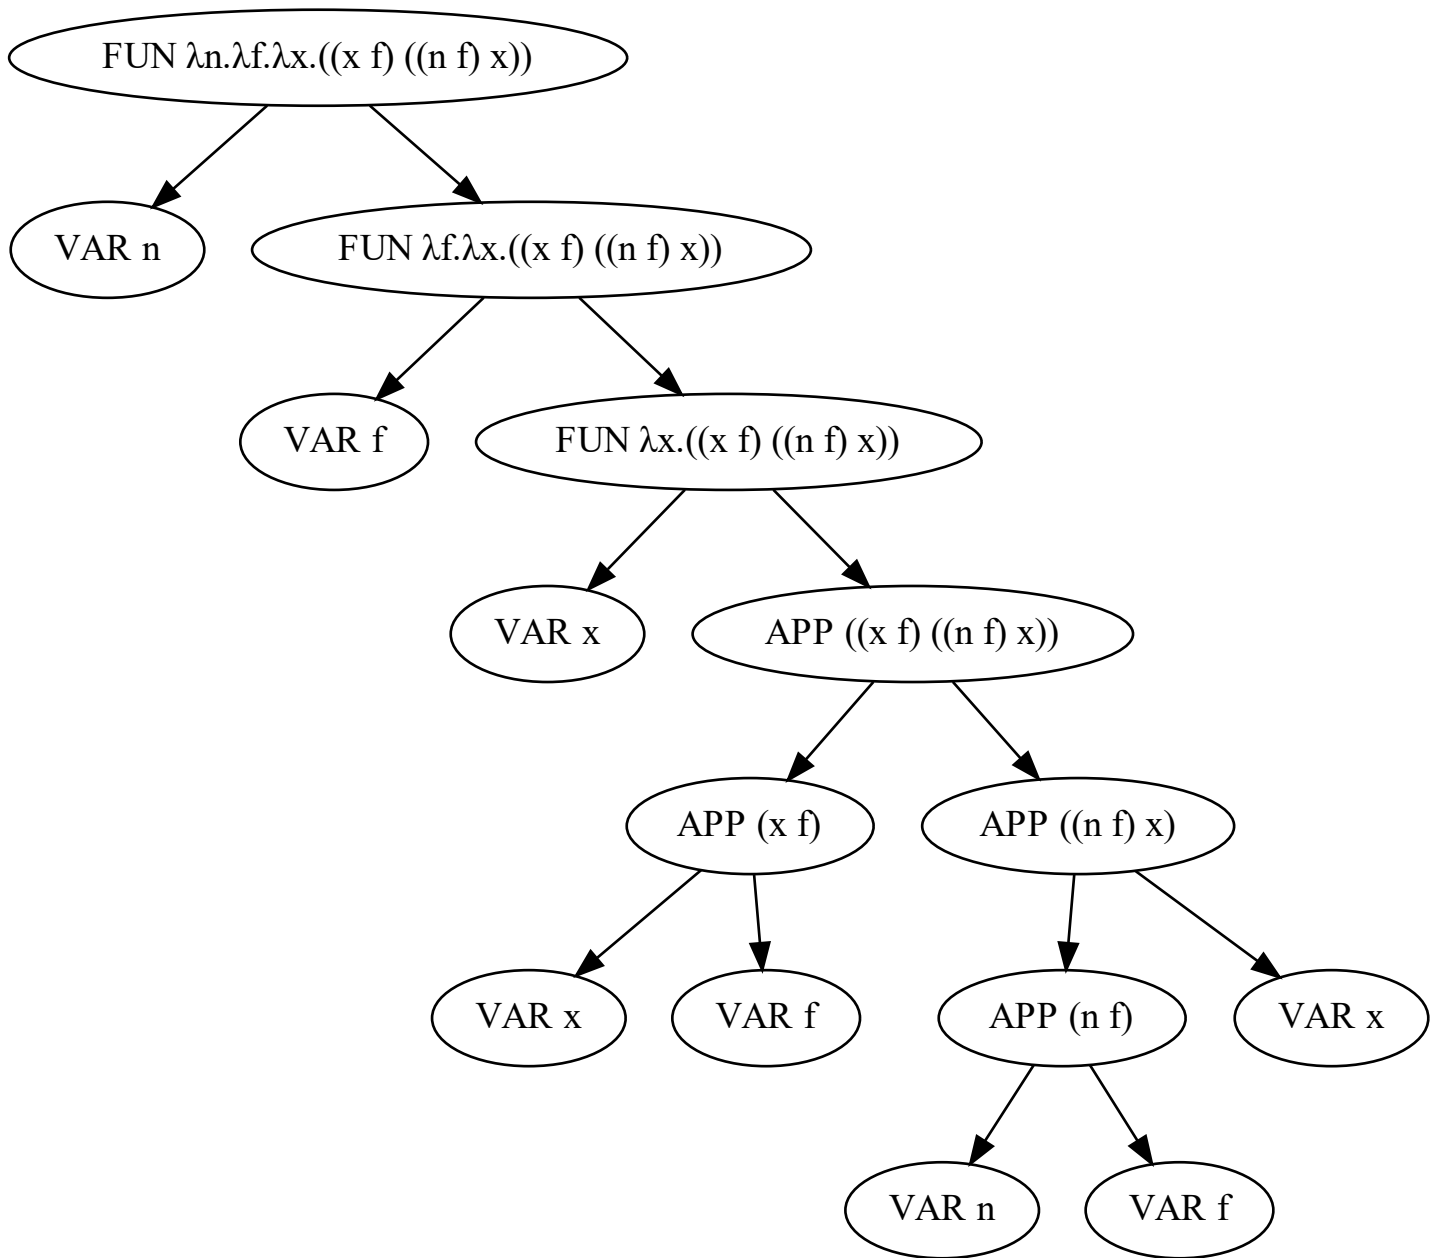 FUN λn.λf.λx.((x f) ((n f) x))
VAR n
FUN λf.λx.((x f) ((n f) x))
VAR f
FUN λx.((x f) ((n f) x))
VAR x
APP ((x f) ((n f) x))
APP (x f)
APP ((n f) x)
VAR x
VAR f
APP (n f)
VAR x
VAR n
VAR f